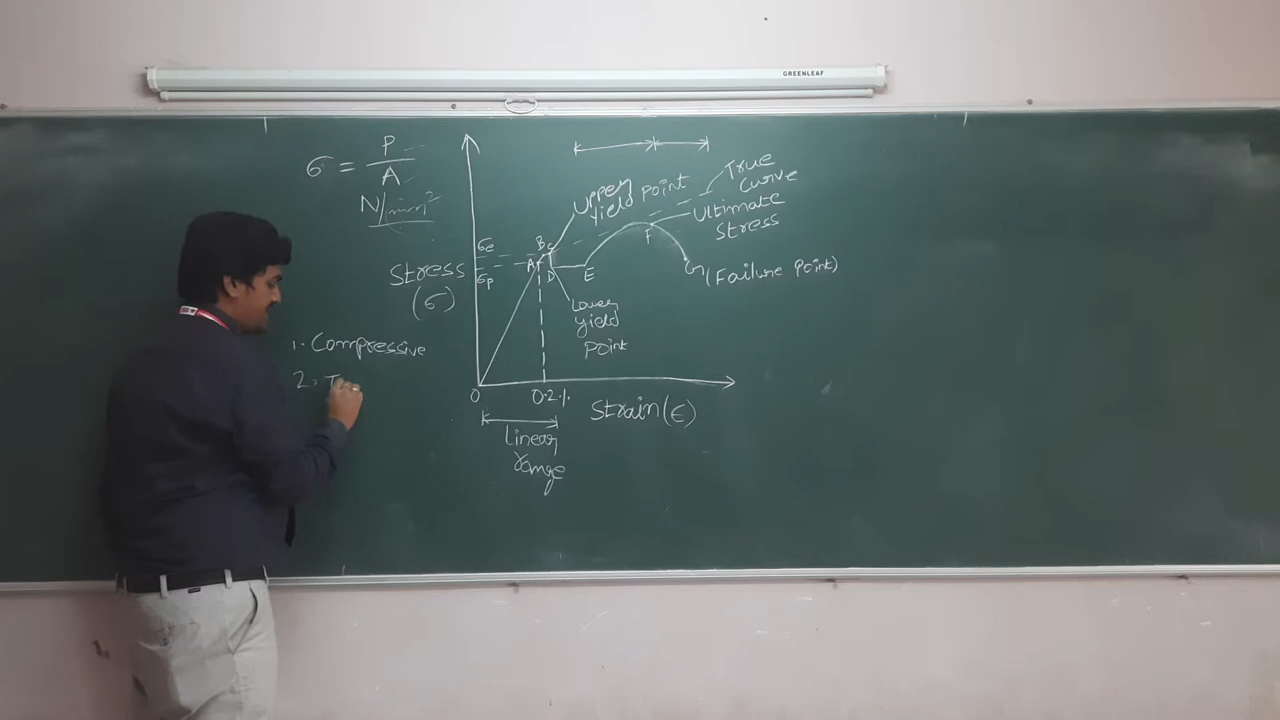 GREENLEAF
σ = P
A
N/mm²
Upper
yield point
True
Curve
Ultimate
Stress
σe
σp
Stress
(σ)
A
B
C
D
E
F
G (Failure point)
Lower
yield
point
1. Compressive
2. T
O
0.2%
Strain (ε)
Linear
range